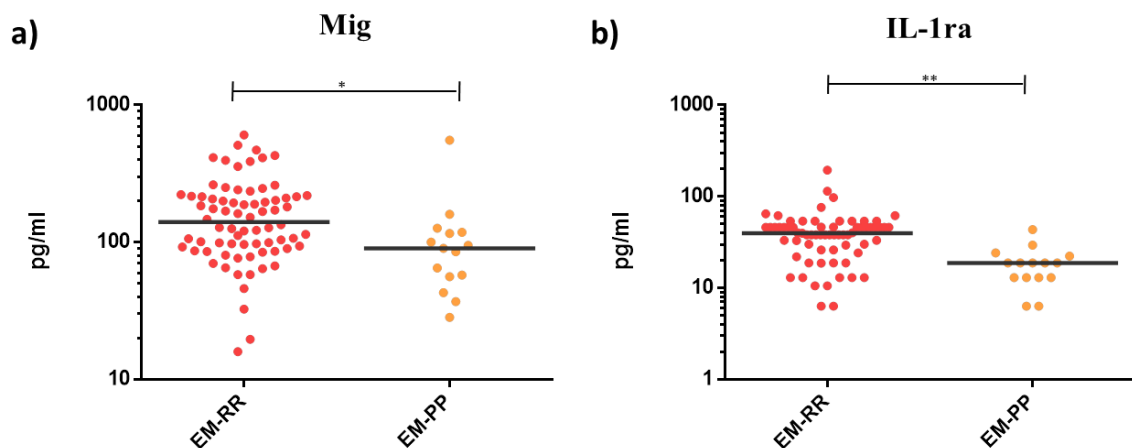 a)
Mig
*
pg/ml
1000
100
10
EM-RR
EM-PP
b)
IL-1ra
**
pg/ml
1000
100
10
1
EM-RR
EM-PP